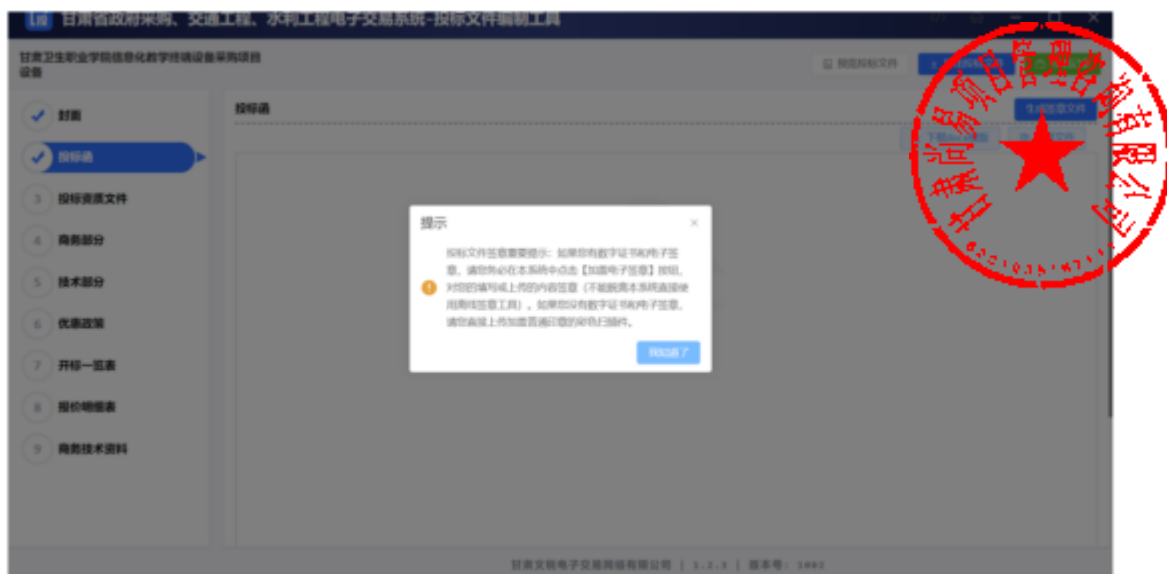 甘肃省政府采购、交通工程、水利工程电子交易系统-投标文件编制工具
甘肃卫生职业学院信息化教学终端设备采购项目
设备
预览投标文件
投标函
生成签章文件
封面
投标函
3 投标资质文件
4 商务部分
5 技术部分
6 优惠政策
7 开标一览表
8 报价明细表
9 商务技术资料
提示
投标文件签章重要提示：如果您有数字证书和电子签
章，请您务必在本系统中点击【加盖电子签章】按钮，
对您的填写或上传的内容签章（不能脱离本系统直接使
用离线签章工具）。如果您没有数字证书和电子签章，
请您直接上传加盖普通印章的彩色扫描件。
我知道了
甘肃文锐电子交易网络有限公司 | 1.2.3 | 版本号: 1002